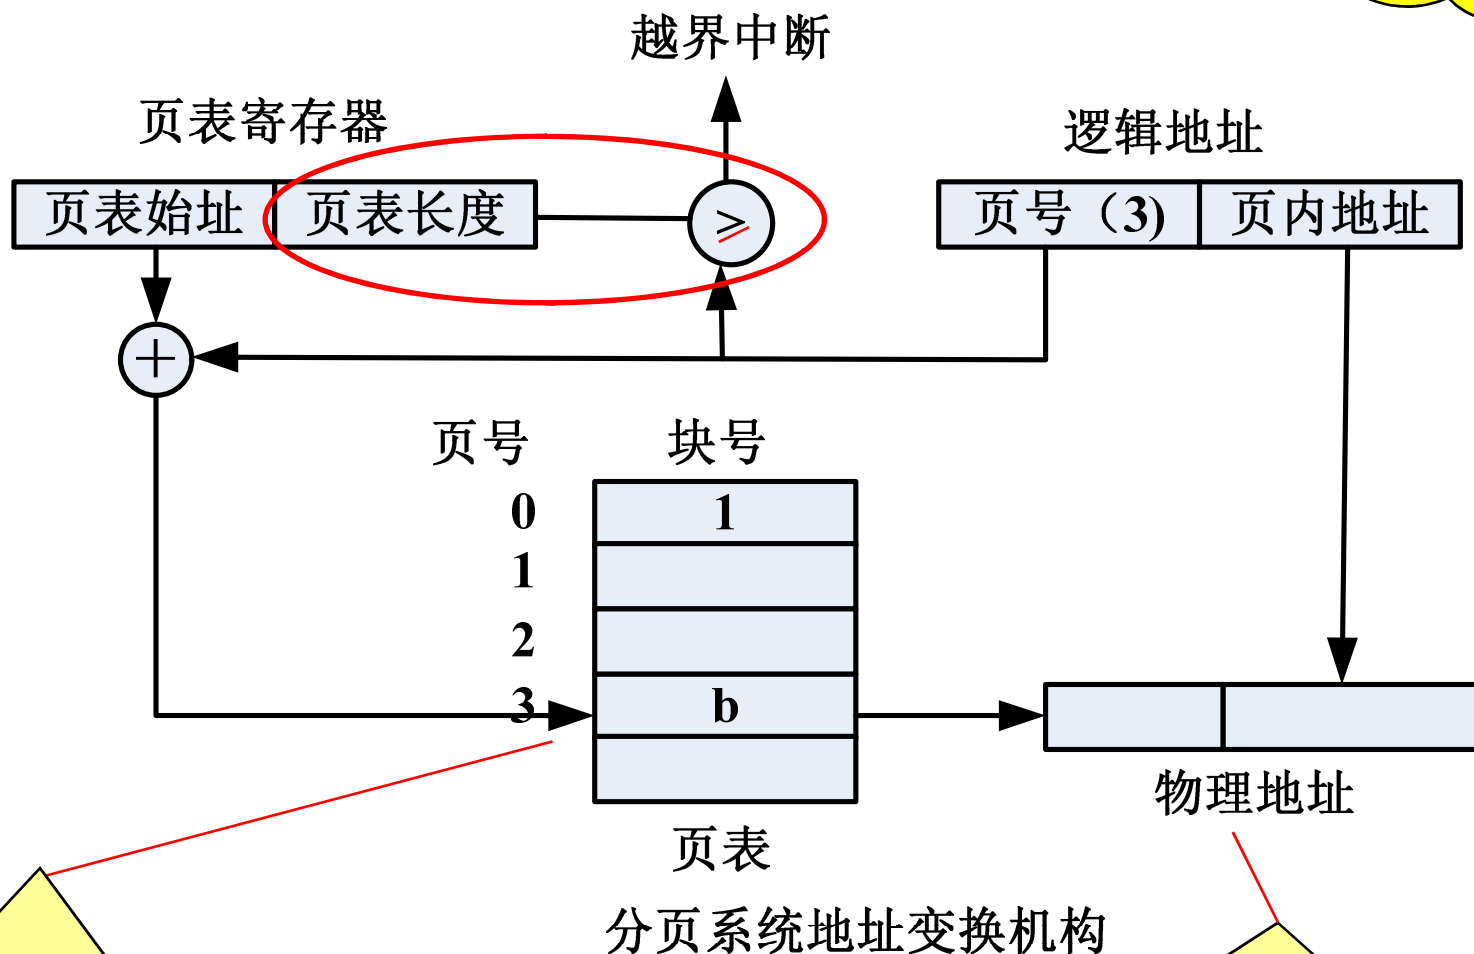 越界中断
页表寄存器
逻辑地址
页表始址 页表长度 ≥ 页号（3) 页内地址
+
页号 块号
0 1
1
2
3 b
物理地址
页表
分页系统地址变换机构